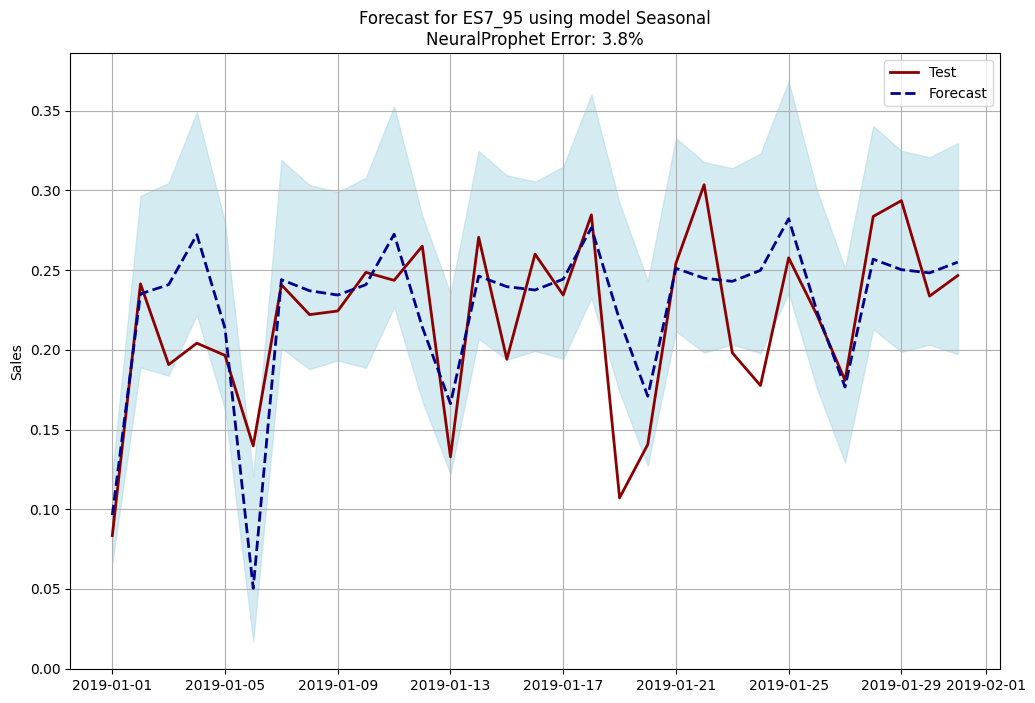 Forecast for ES7_95 using model Seasonal
NeuralProphet Error: 3.8%
Test
Forecast
Sales
0.35
0.30
0.25
0.20
0.15
0.10
0.05
0.00
2019-01-01 2019-01-05 2019-01-09 2019-01-13 2019-01-17 2019-01-21 2019-01-25 2019-01-29 2019-02-01